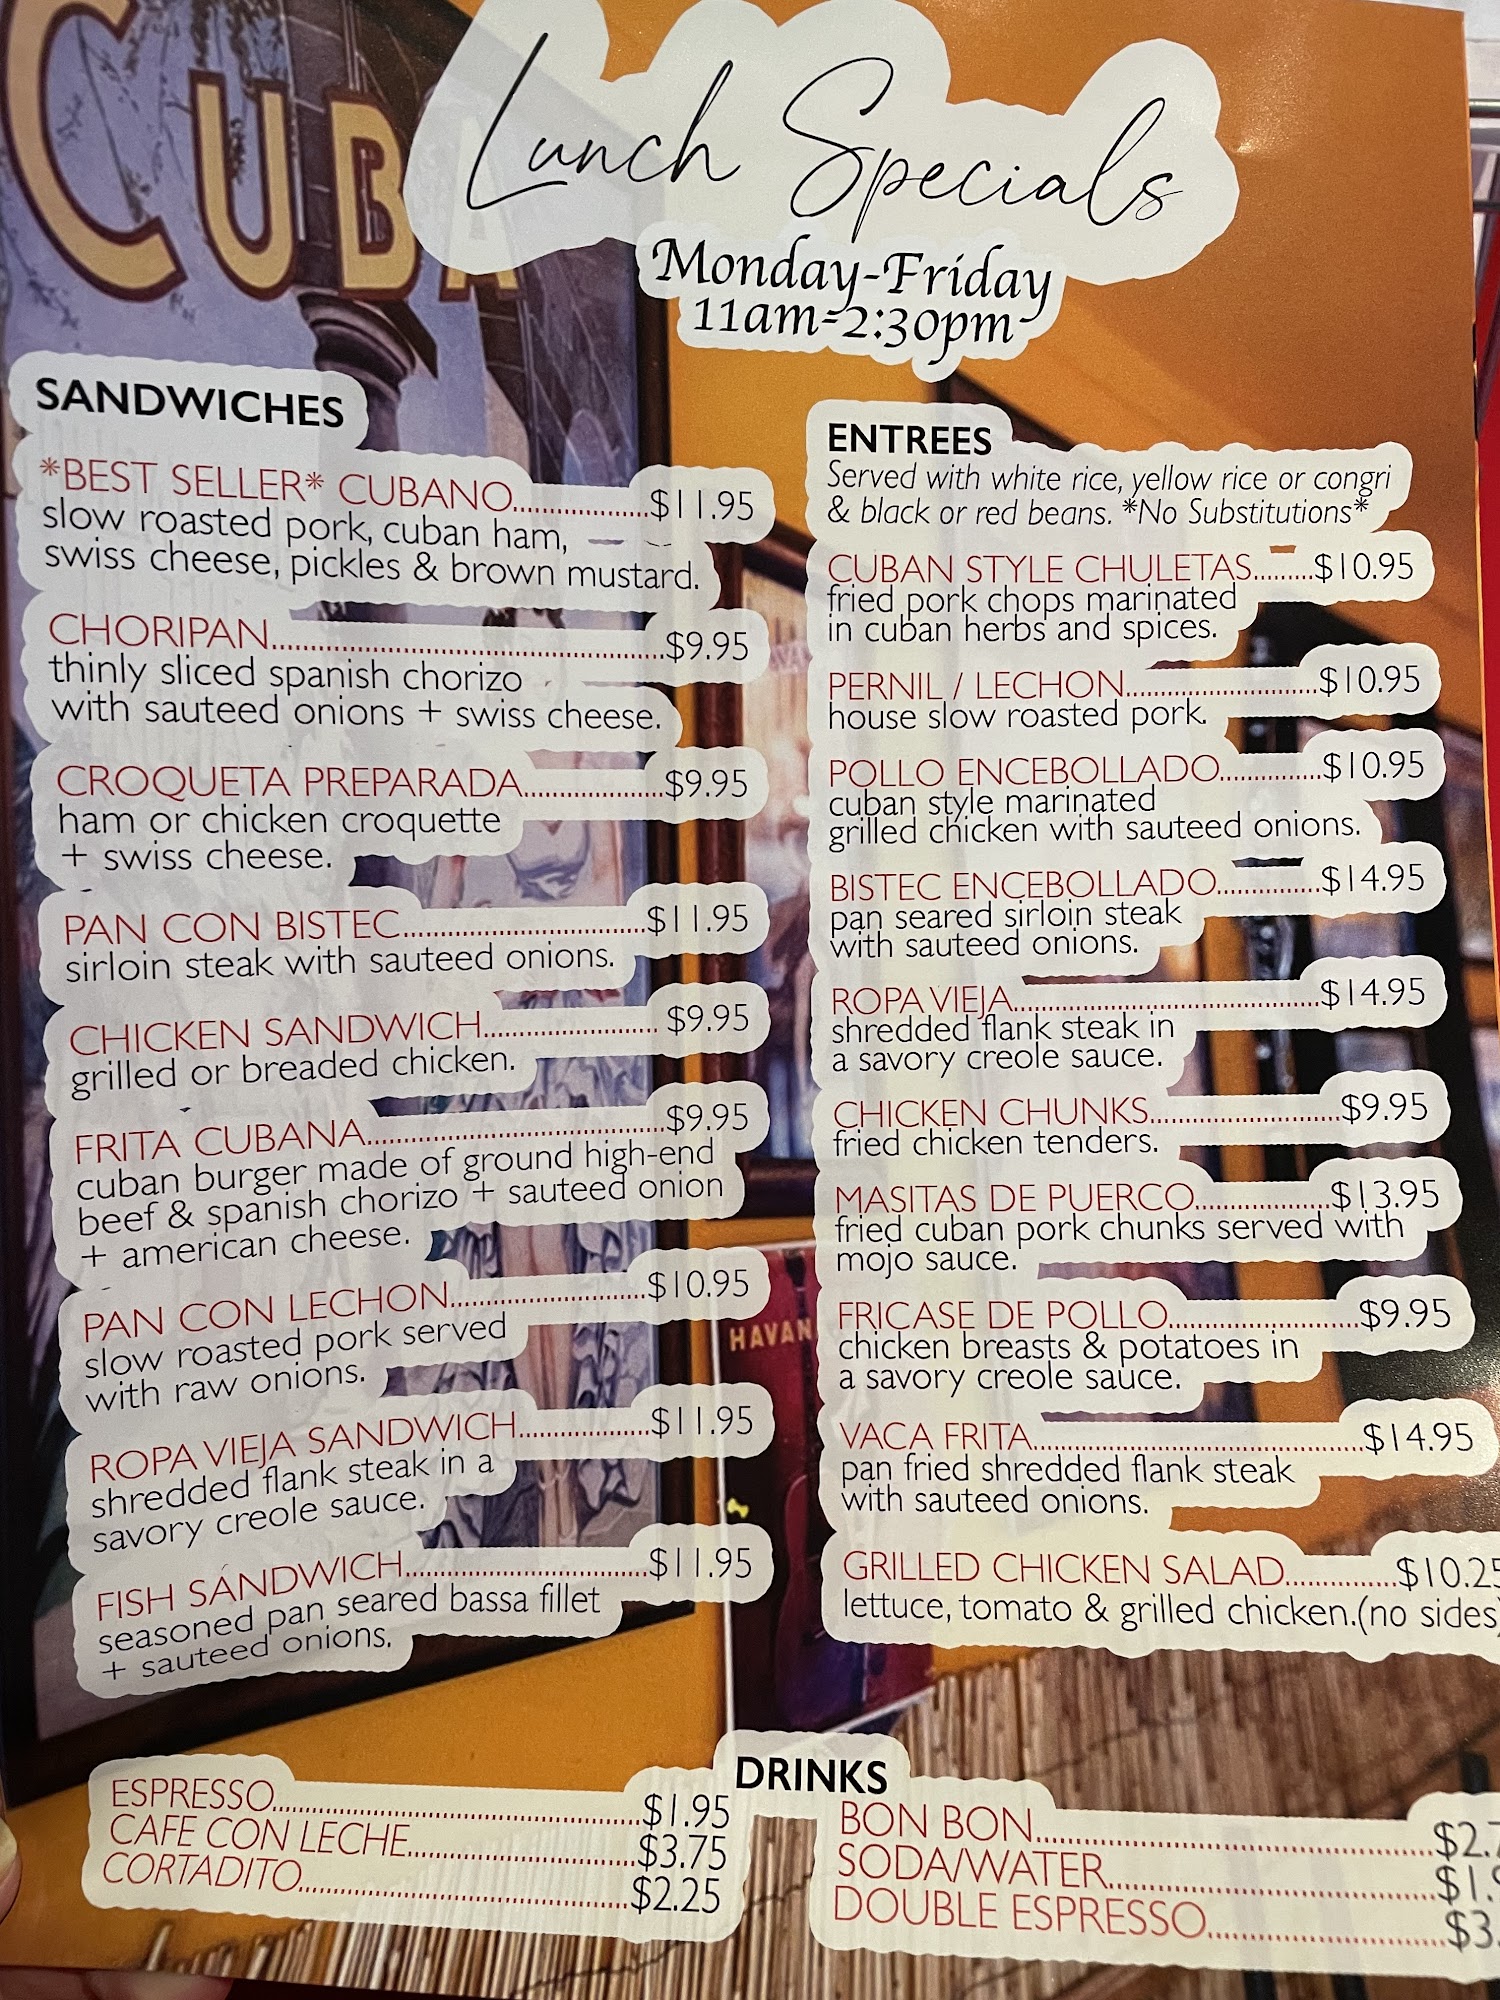 CUBA
Lunch Specials
Monday-Friday
11am-2:30pm
SANDWICHES
*BEST SELLER* CUBANO....................$11.95
slow roasted pork, cuban ham,
swiss cheese, pickles & brown mustard.
CHORIPAN..........................................................$9.95
thinly sliced spanish chorizo
with sauteed onions + swiss cheese.
CROQUETA PREPARADA.....................$9.95
ham or chicken croquette
+ swiss cheese.
PAN CON BISTEC....................................$11.95
sirloin steak with sauteed onions.
CHICKEN SANDWICH.......................... $9.95
grilled or breaded chicken.
FRITA CUBANA............................................$9.95
cuban burger made of ground high-end
beef & spanish chorizo + sauteed onion
+ american cheese.
PAN CON LECHON.............................$10.95
slow roasted pork served
with raw onions.
ROPA VIEJA SANDWICH....................$11.95
shredded flank steak in a
savory creole sauce.
FISH SANDWICH....................................$11.95
seasoned pan seared bassa fillet
+ sauteed onions.
ENTREES
Served with white rice, yellow rice or congri
& black or red beans. *No Substitutions*
CUBAN STYLE CHULETAS.........$10.95
fried pork chops marinated
in cuban herbs and spices.
PERNIL / LECHON.............................$10.95
house slow roasted pork.
POLLO ENCEBOLLADO...............$10.95
cuban style marinated
grilled chicken with sauteed onions.
BISTEC ENCEBOLLADO................$14.95
pan seared sirloin steak
with sauteed onions.
ROPA VIEJA..............................................$14.95
shredded flank steak in
a savory creole sauce.
CHICKEN CHUNKS.............................$9.95
fried chicken tenders.
MASITAS DE PUERCO.....................$13.95
fried cuban pork chunks served with
mojo sauce.
FRICASE DE POLLO.............................$9.95
chicken breasts & potatoes in
a savory creole sauce.
VACA FRITA..................................................$14.95
pan fried shredded flank steak
with sauteed onions.
GRILLED CHICKEN SALAD...............$10.25
lettuce, tomato & grilled chicken.(no sides)
HAVAN
DRINKS
ESPRESSO........................................................$1.95
CAFE CON LECHE..................................$3.75
CORTADITO..................................................$2.25
BON BON............................................................$2.7
SODA/WATER..................................................$1.9
DOUBLE ESPRESSO....................................$3.